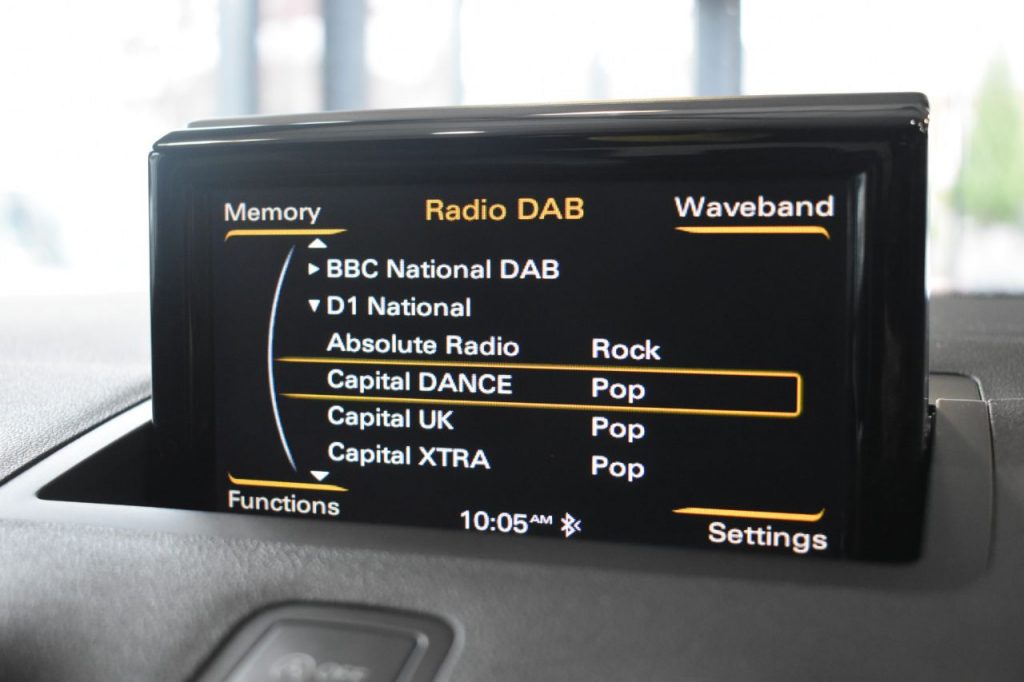 Memory Radio DAB Waveband
BBC National DAB
D1 National
Absolute Radio Rock
Capital DANCE Pop
Capital UK Pop
Capital XTRA Pop
Functions 10:05AM Settings
OFF